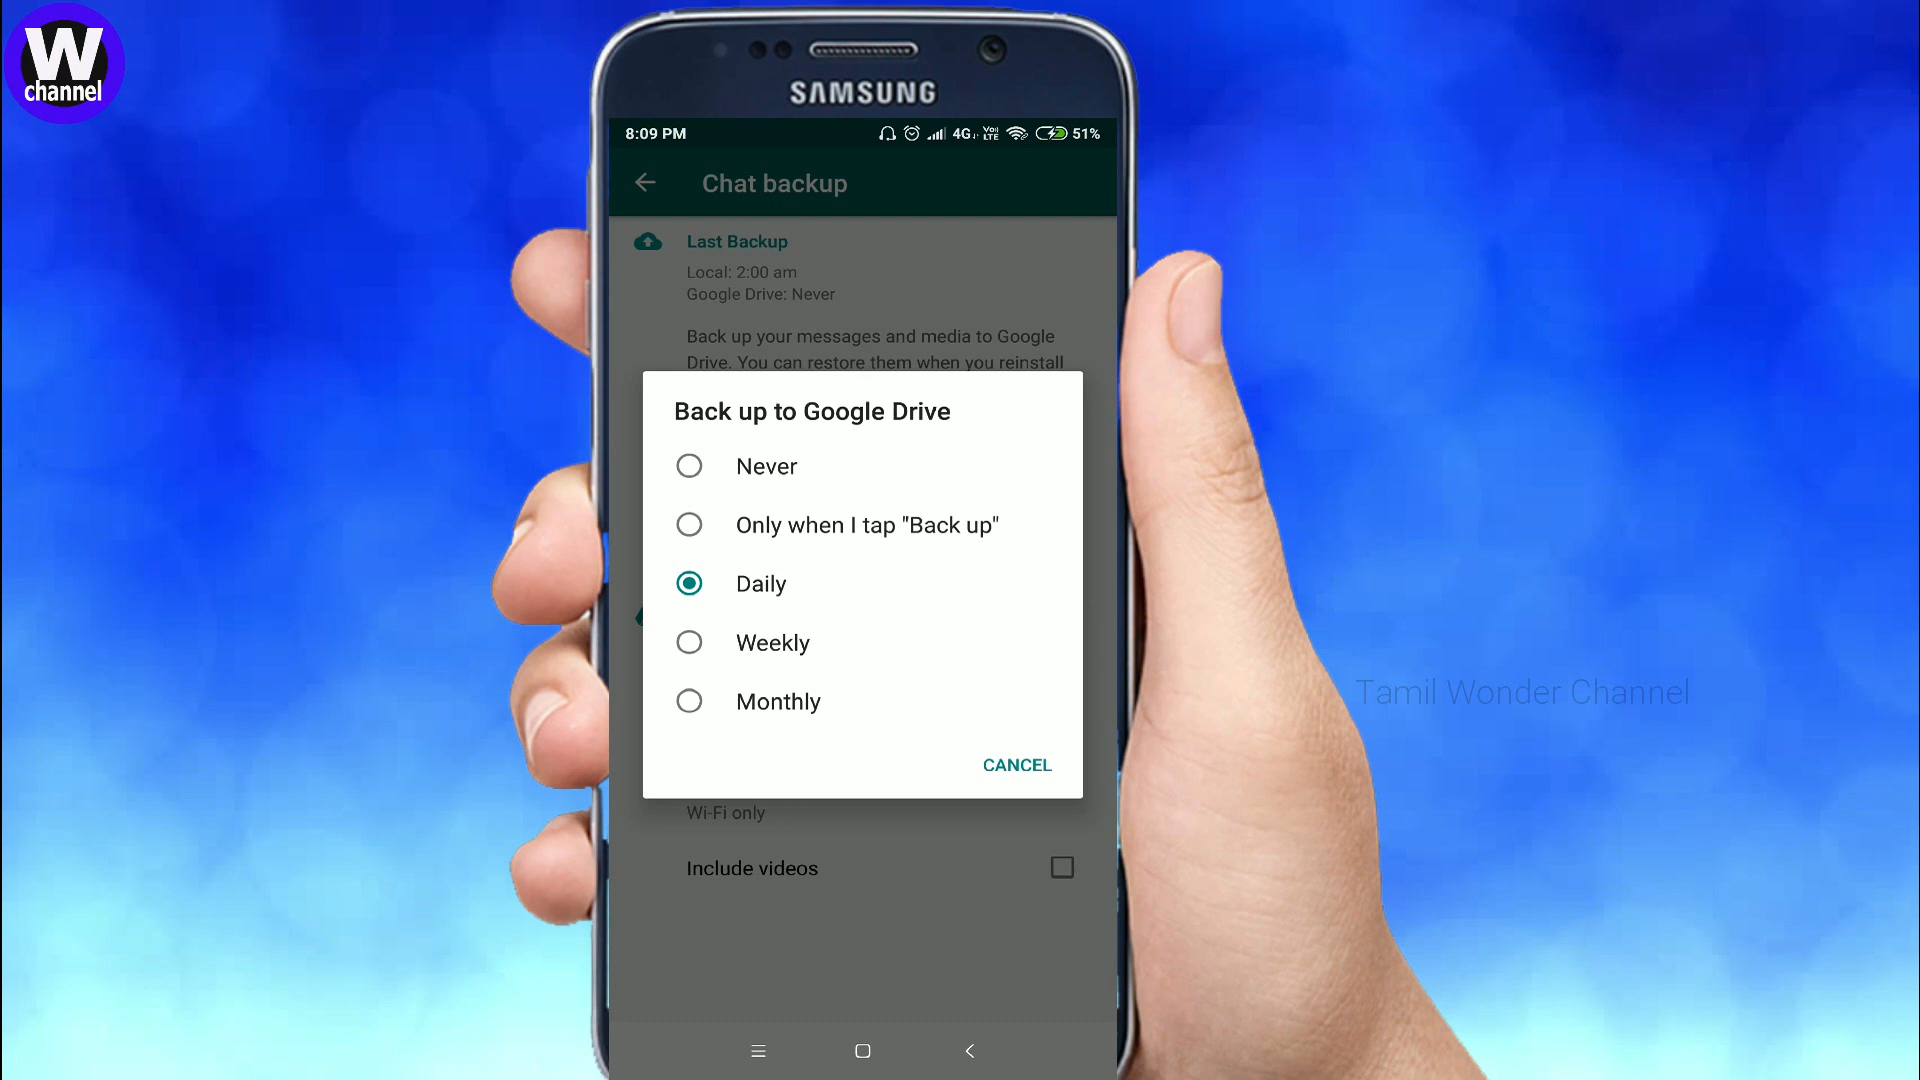 W
channel
SAMSUNG
8:09 PM 4G Vo) LTE 51%
Chat backup
Last Backup
Local: 2:00 am
Google Drive: Never
Back up your messages and media to Google
Drive. You can restore them when you reinstall
Back up to Google Drive
Never
Only when I tap "Back up"
Daily
Weekly
Monthly
CANCEL
Wi-Fi only
Include videos
Tamil Wonder Channel